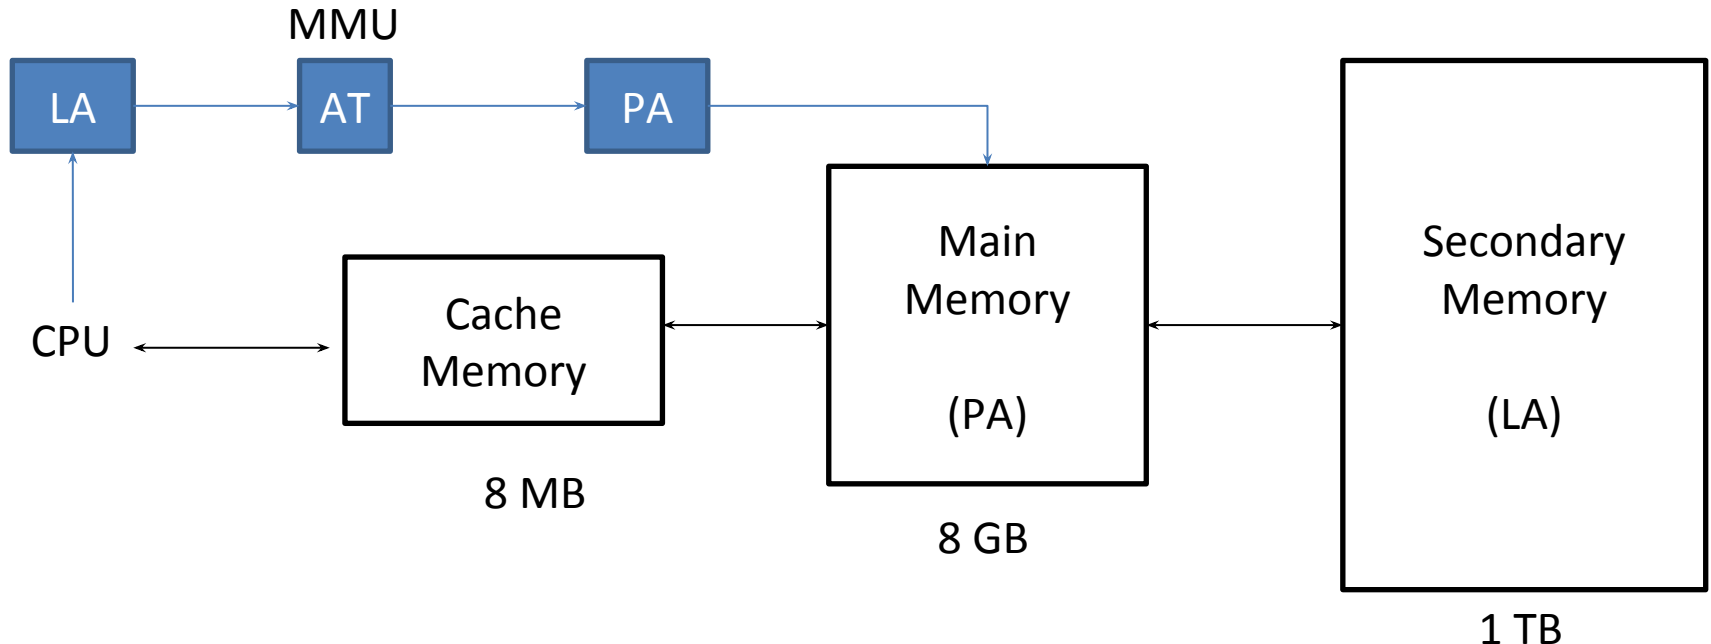 MMU
LA
AT
PA
CPU
Cache
Memory
8 MB
Main
Memory
(PA)
8 GB
Secondary
Memory
(LA)
1 TB